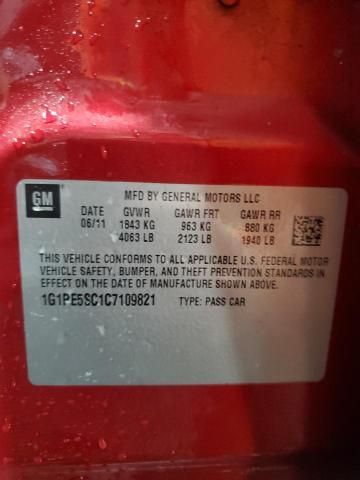 GM
MFD BY GENERAL MOTORS LLC
DATE GVWR GAWR FRT GAWR RR
06/11 1843 KG 963 KG 880 KG
4063 LB 2123 LB 1940 LB
THIS VEHICLE CONFORMS TO ALL APPLICABLE U.S. FEDERAL MOTOR
VEHICLE SAFETY, BUMPER, AND THEFT PREVENTION STANDARDS IN
EFFECT ON THE DATE OF MANUFACTURE SHOWN ABOVE.
1G1PE5SC1C7109821 TYPE: PASS CAR